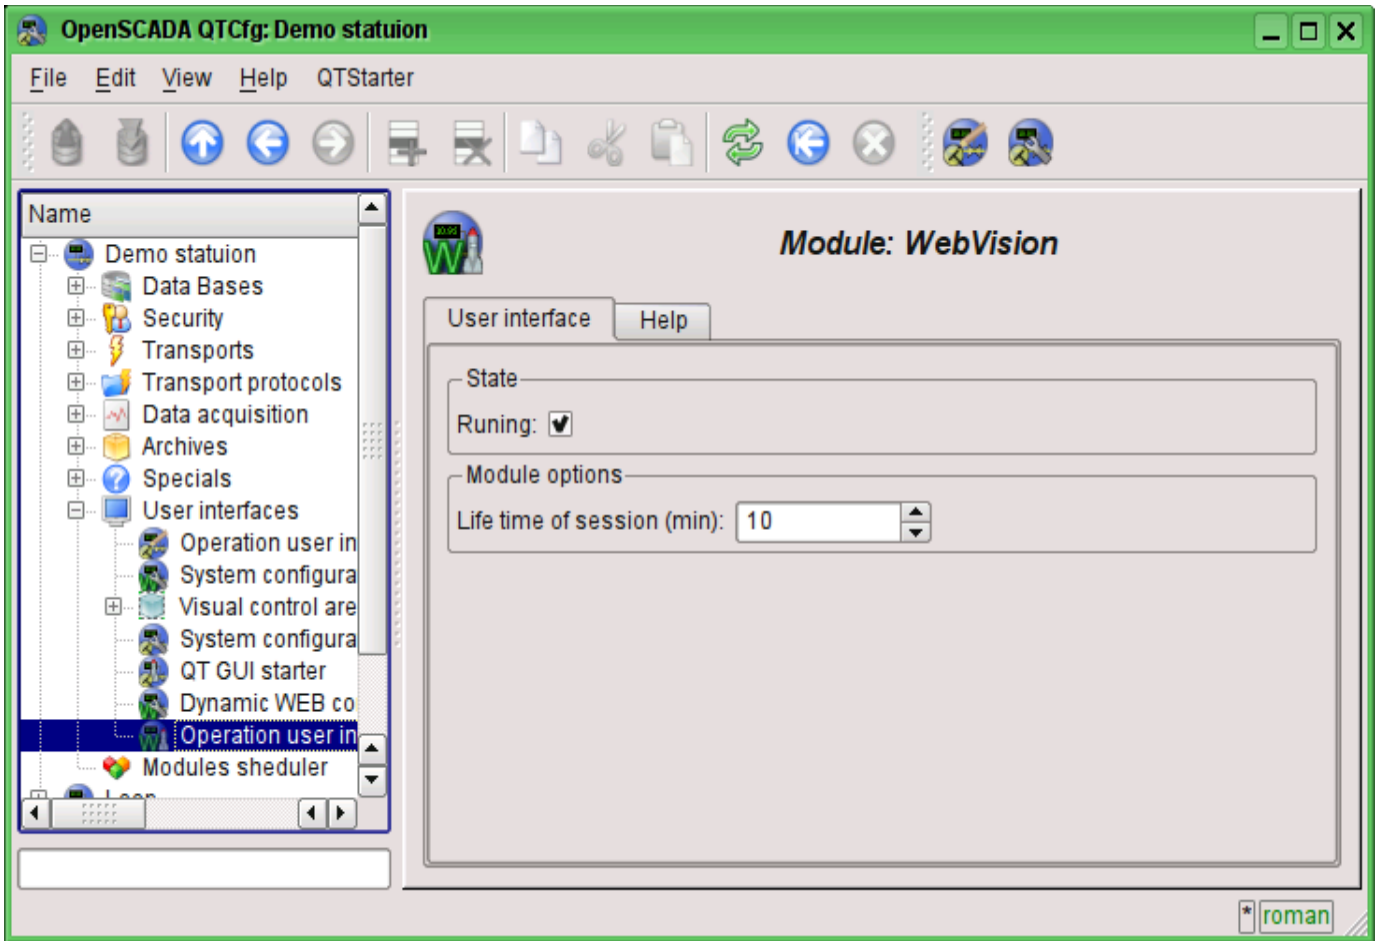 OpenSCADA QTCfg: Demo statuion
File Edit View Help QTStarter
Name
Demo statuion
Data Bases
Security
Transports
Transport protocols
Data acquisition
Archives
Specials
User interfaces
Operation user in
System configura
Visual control are
System configura
QT GUI starter
Dynamic WEB co
Operation user in
Modules sheduler
Module: WebVision
User interface Help
State
Runing:
Module options
Life time of session (min): 10
* roman